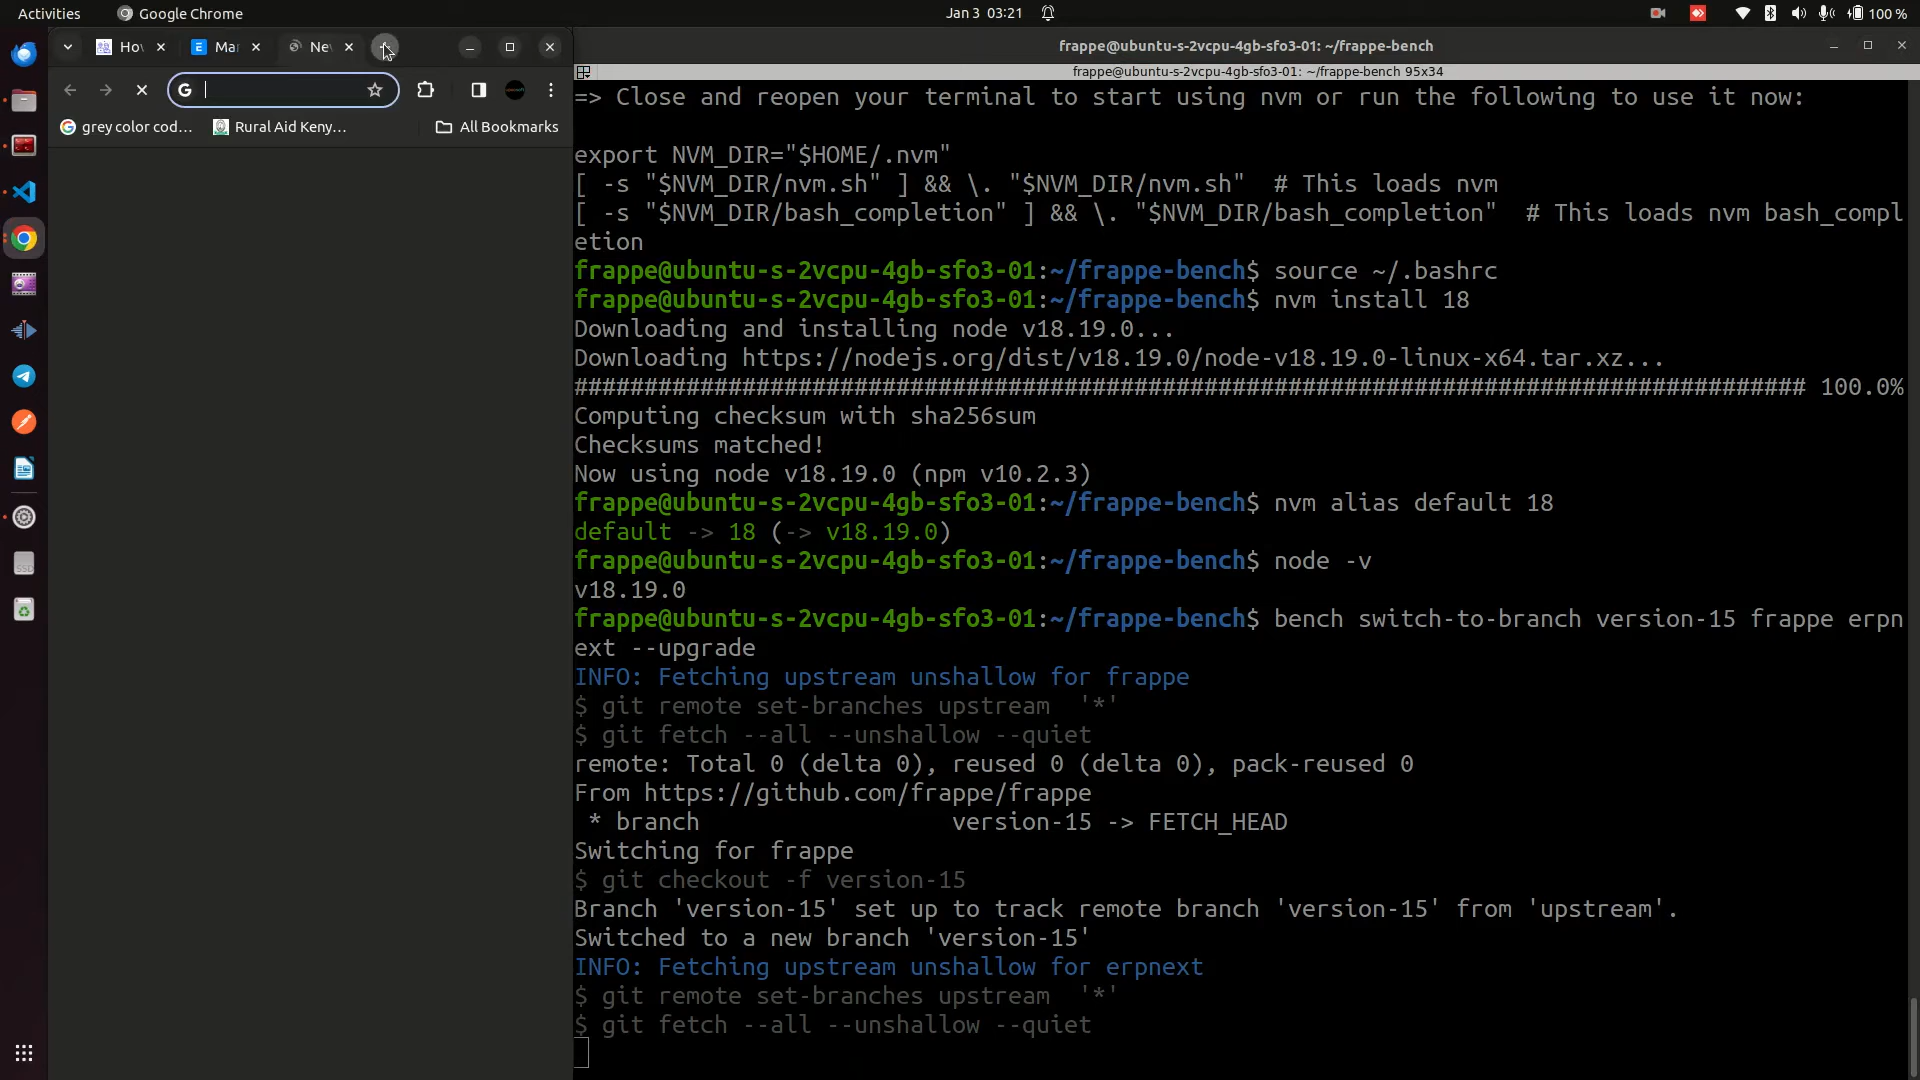 Activities
Google Chrome
Jan 3 03:21
100 %
Hov
Mar
Nev
frappe@ubuntu-s-2vcpu-4gb-sfo3-01: ~/frappe-bench
frappe@ubuntu-s-2vcpu-4gb-sfo3-01: ~/frappe-bench 95x34
grey color cod...
Rural Aid Keny...
All Bookmarks
=> Close and reopen your terminal to start using nvm or run the following to use it now:
export NVM_DIR="$HOME/.nvm"
[ -s "$NVM_DIR/nvm.sh" ] && \. "$NVM_DIR/nvm.sh"  # This loads nvm
[ -s "$NVM_DIR/bash_completion" ] && \. "$NVM_DIR/bash_completion"  # This loads nvm bash_compl
etion
frappe@ubuntu-s-2vcpu-4gb-sfo3-01:~/frappe-bench$ source ~/.bashrc
frappe@ubuntu-s-2vcpu-4gb-sfo3-01:~/frappe-bench$ nvm install 18
Downloading and installing node v18.19.0...
Downloading https://nodejs.org/dist/v18.19.0/node-v18.19.0-linux-x64.tar.xz...
######################################################################################## 100.0%
Computing checksum with sha256sum
Checksums matched!
Now using node v18.19.0 (npm v10.2.3)
frappe@ubuntu-s-2vcpu-4gb-sfo3-01:~/frappe-bench$ nvm alias default 18
default -> 18 (-> v18.19.0)
frappe@ubuntu-s-2vcpu-4gb-sfo3-01:~/frappe-bench$ node -v
v18.19.0
frappe@ubuntu-s-2vcpu-4gb-sfo3-01:~/frappe-bench$ bench switch-to-branch version-15 frappe erpn
ext --upgrade
INFO: Fetching upstream unshallow for frappe
$ git remote set-branches upstream  '*'
$ git fetch --all --unshallow --quiet
remote: Total 0 (delta 0), reused 0 (delta 0), pack-reused 0
From https://github.com/frappe/frappe
 * branch                  version-15 -> FETCH_HEAD
Switching for frappe
$ git checkout -f version-15
Branch 'version-15' set up to track remote branch 'version-15' from 'upstream'.
Switched to a new branch 'version-15'
INFO: Fetching upstream unshallow for erpnext
$ git remote set-branches upstream  '*'
$ git fetch --all --unshallow --quiet